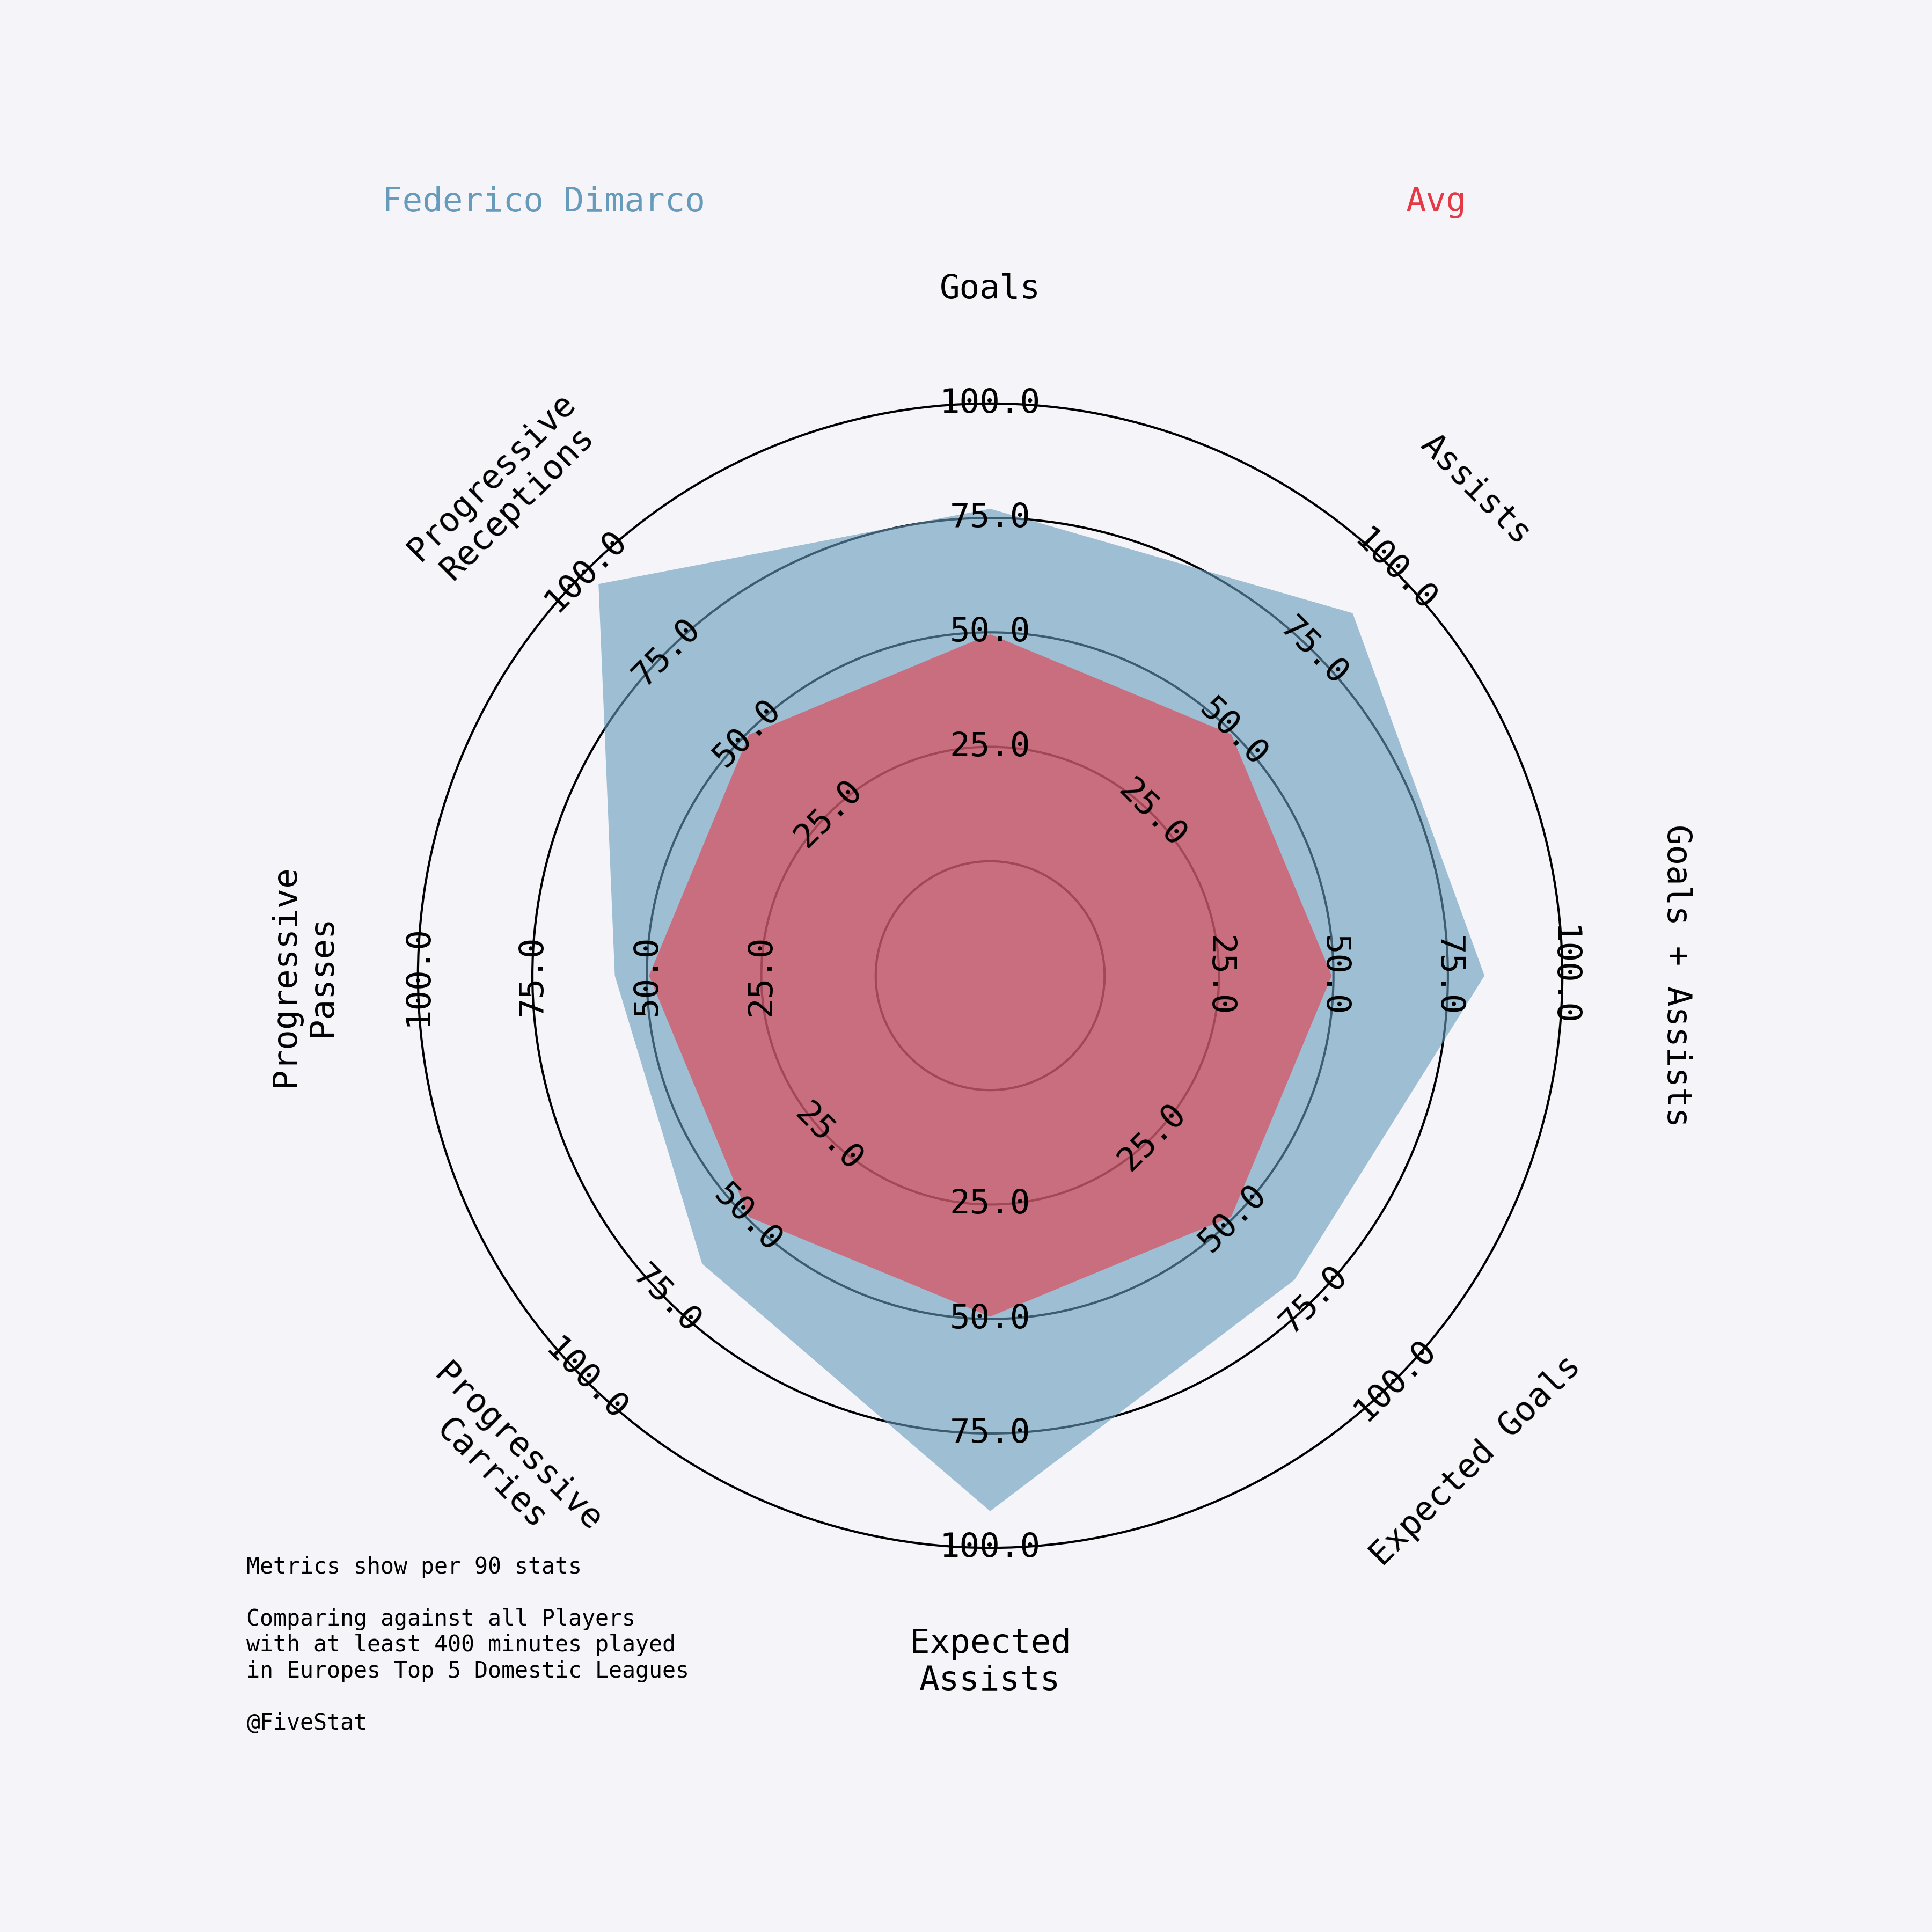 Federico Dimarco
Avg
Goals
Assists
Goals + Assists
Expected Goals
Expected
Assists
Progressive
Carries
Progressive
Passes
Progressive
Receptions
25.0
50.0
75.0
100.0
25.0
50.0
75.0
100.0
25.0
50.0
75.0
100.0
25.0
50.0
75.0
100.0
25.0
50.0
75.0
100.0
25.0
50.0
75.0
100.0
25.0
50.0
75.0
100.0
25.0
50.0
75.0
100.0
Metrics show per 90 stats
Comparing against all Players
with at least 400 minutes played
in Europes Top 5 Domestic Leagues
@FiveStat